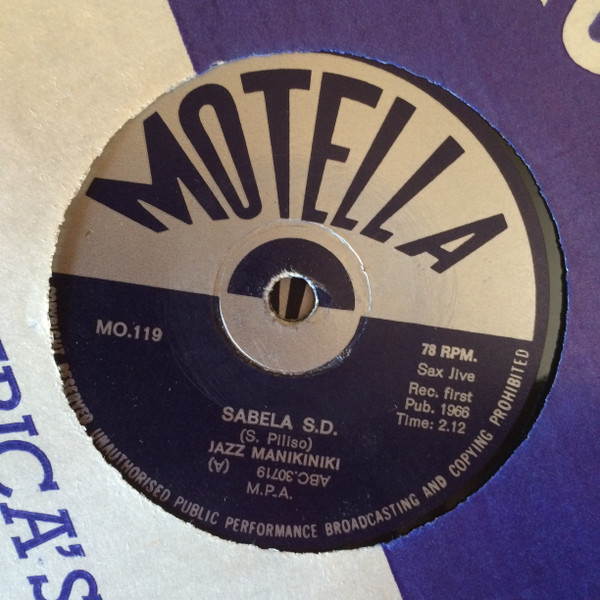 MOTELLA
MO.119
78 RPM.
Sax Jive
Rec. first
Pub. 1966
Time: 2.12
SABELA S.D.
(S. Piliso)
JAZZ MANIKINIKI
ABC.30719
(A)
M.P.A.
UNAUTHORISED PUBLIC PERFORMANCE BROADCASTING AND COPYING PROHIBITED